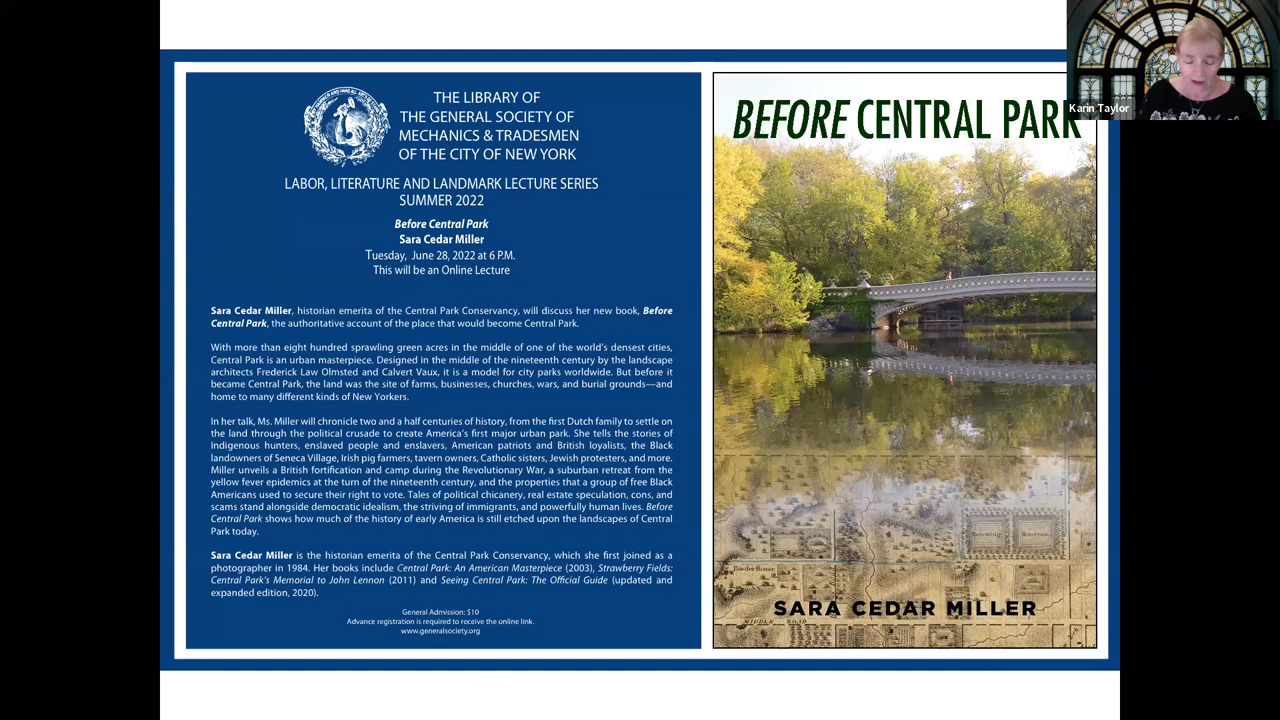 THE LIBRARY OF
THE GENERAL SOCIETY OF
MECHANICS & TRADESMEN
OF THE CITY OF NEW YORK
LABOR, LITERATURE AND LANDMARK LECTURE SERIES
SUMMER 2022
Before Central Park
Sara Cedar Miller
Tuesday, June 28, 2022 at 6 P.M.
This will be an Online Lecture
Sara Cedar Miller, historian emerita of the Central Park Conservancy, will discuss her new book, Before
Central Park, the authoritative account of the place that would become Central Park.
With more than eight hundred sprawling green acres in the middle of one of the world's densest cities,
Central Park is an urban masterpiece. Designed in the middle of the nineteenth century by the landscape
architects Frederick Law Olmsted and Calvert Vaux, it is a model for city parks worldwide. But before it
became Central Park, the land was the site of farms, businesses, churches, wars, and burial grounds—and
home to many different kinds of New Yorkers.
In her talk, Ms. Miller will chronicle two and a half centuries of history, from the first Dutch family to settle on
the land through the political crusade to create America's first major urban park. She tells the stories of
Indigenous hunters, enslaved people and enslavers, American patriots and British loyalists, the Black
landowners of Seneca Village, Irish pig farmers, tavern owners, Catholic sisters, Jewish protesters, and more.
Miller unveils a British fortification and camp during the Revolutionary War, a suburban retreat from the
yellow fever epidemics at the turn of the nineteenth century, and the properties that a group of free Black
Americans used to secure their right to vote. Tales of political chicanery, real estate speculation, cons, and
scams stand alongside democratic idealism, the striving of immigrants, and powerfully human lives. Before
Central Park shows how much of the history of early America is still etched upon the landscapes of Central
Park today.
Sara Cedar Miller is the historian emerita of the Central Park Conservancy, which she first joined as a
photographer in 1984. Her books include Central Park: An American Masterpiece (2003), Strawberry Fields:
Central Park's Memorial to John Lennon (2011) and Seeing Central Park: The Official Guide (updated and
expanded edition, 2020).
General Admission: $10
Advance registration is required to receive the online link.
www.generalsociety.org
BEFORE CENTRAL PARK
Receiving Reservoir
Powder House
SARA CEDAR MILLER
MIDDLE ROAD
Karin Taylor